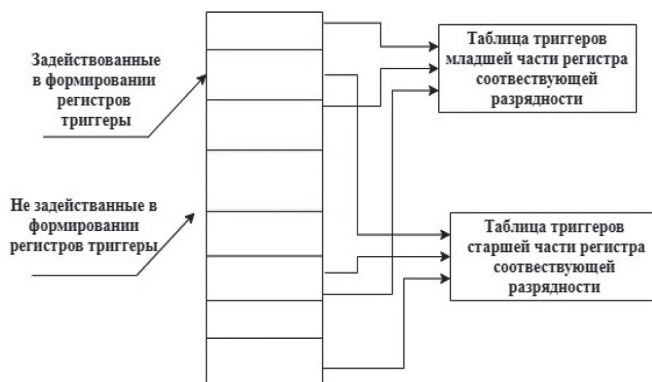 Задействованные
в формировании
регистров
триггеры
Таблица триггеров
младшей части регистра
соотвествующей
разрядности
Не задействанные в
формировании
регистров триггеры
Таблица триггеров
старшей части регистра
соотвествующей
разрядности